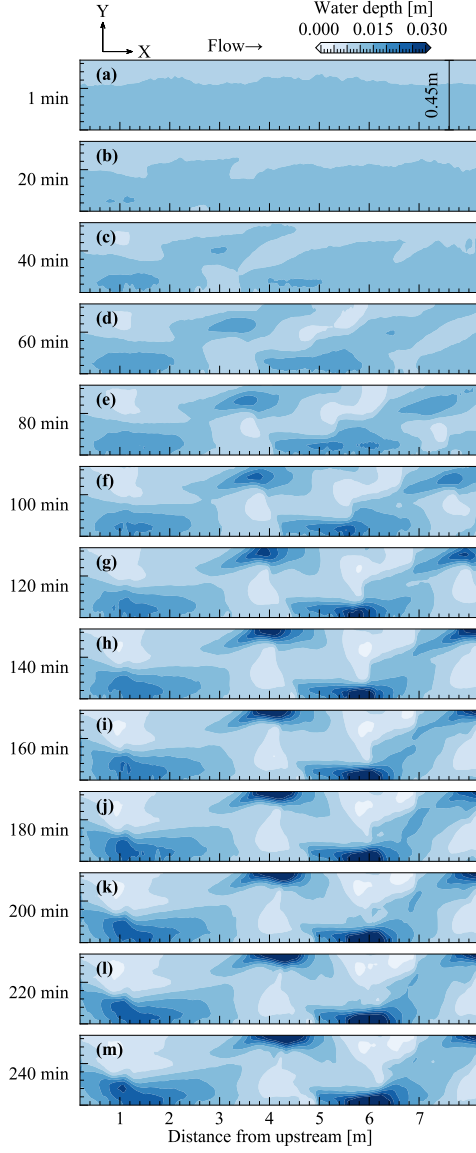 Y
X
Flow→
Water depth [m]
0.000 0.015 0.030
(a)
1 min
0.45m
(b)
20 min
(c)
40 min
(d)
60 min
(e)
80 min
(f)
100 min
(g)
120 min
(h)
140 min
(i)
160 min
(j)
180 min
(k)
200 min
(l)
220 min
(m)
240 min
1 2 3 4 5 6 7
Distance from upstream [m]